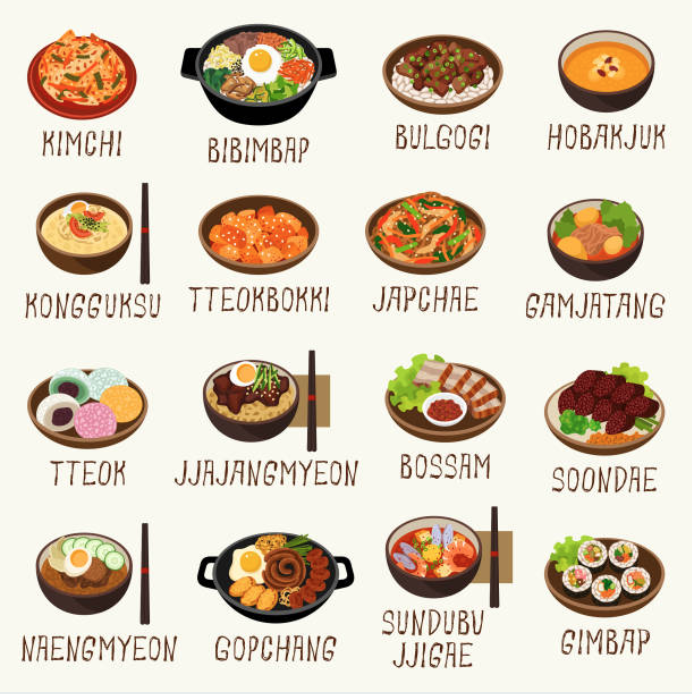 KIMCHI
BIBIMBAP
BULGOGI
HOBAKJUK
KONGGUKSU
TTEOKBOKKI
JAPCHAE
GAMJATANG
TTEOK
JJAJANGMYEON
BOSSAM
SOONDAE
NAENGMYEON
GOPCHANG
SUNDUBU
JJIGAE
GIMBAP